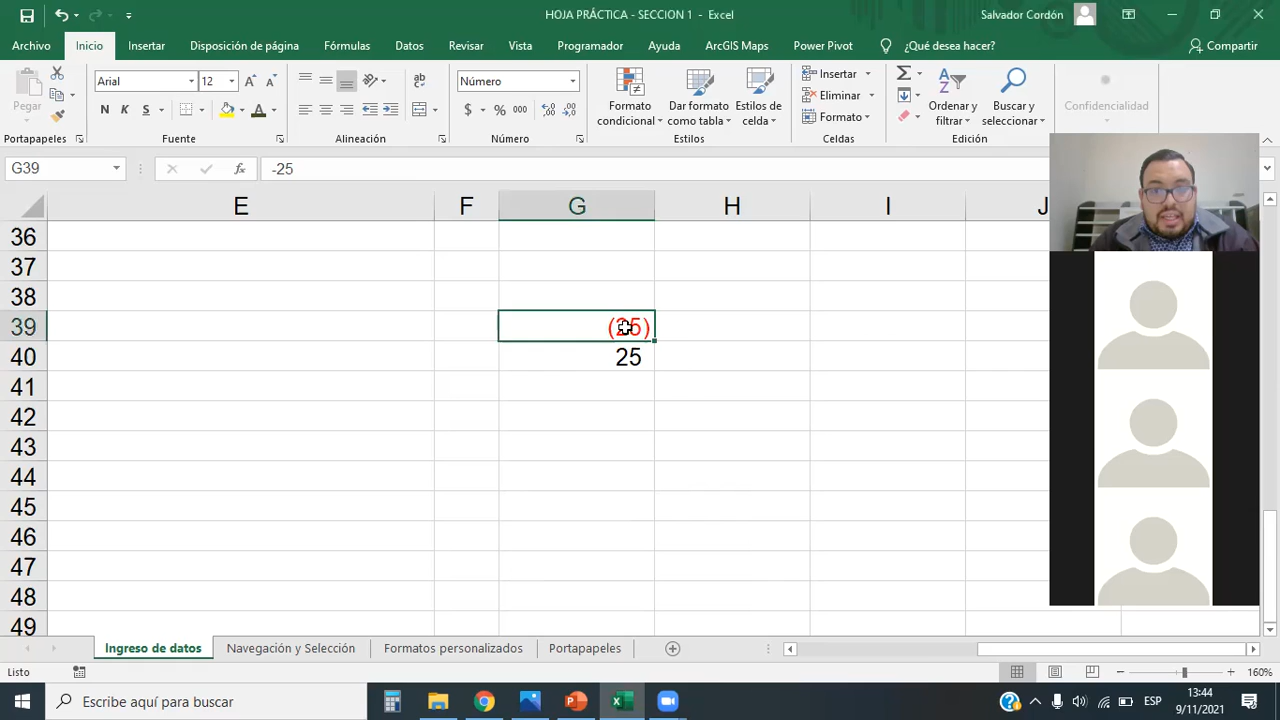 HOJA PRÁCTICA - SECCION 1 - Excel
Salvador Cordón
Archivo Inicio Insertar Disposición de página Fórmulas Datos Revisar Vista Programador Ayuda ArcGIS Maps Power Pivot ¿Qué desea hacer? Compartir
Pegar
Arial 12
N K S
Número
$ % 000
Formato condicional
Dar formato como tabla
Estilos de celda
Insertar
Eliminar
Formato
Ordenar y filtrar
Buscar y seleccionar
Confidencialidad
Portapapeles Fuente Alineación Número Estilos Celdas Edición
G39 fx -25
E F G H I J
36
37
38
39 (25)
40 25
41
42
43
44
45
46
47
48
49
Ingreso de datos Navegación y Selección Formatos personalizados Portapapeles
Listo 160%
Escribe aquí para buscar
ESP
13:44
9/11/2021